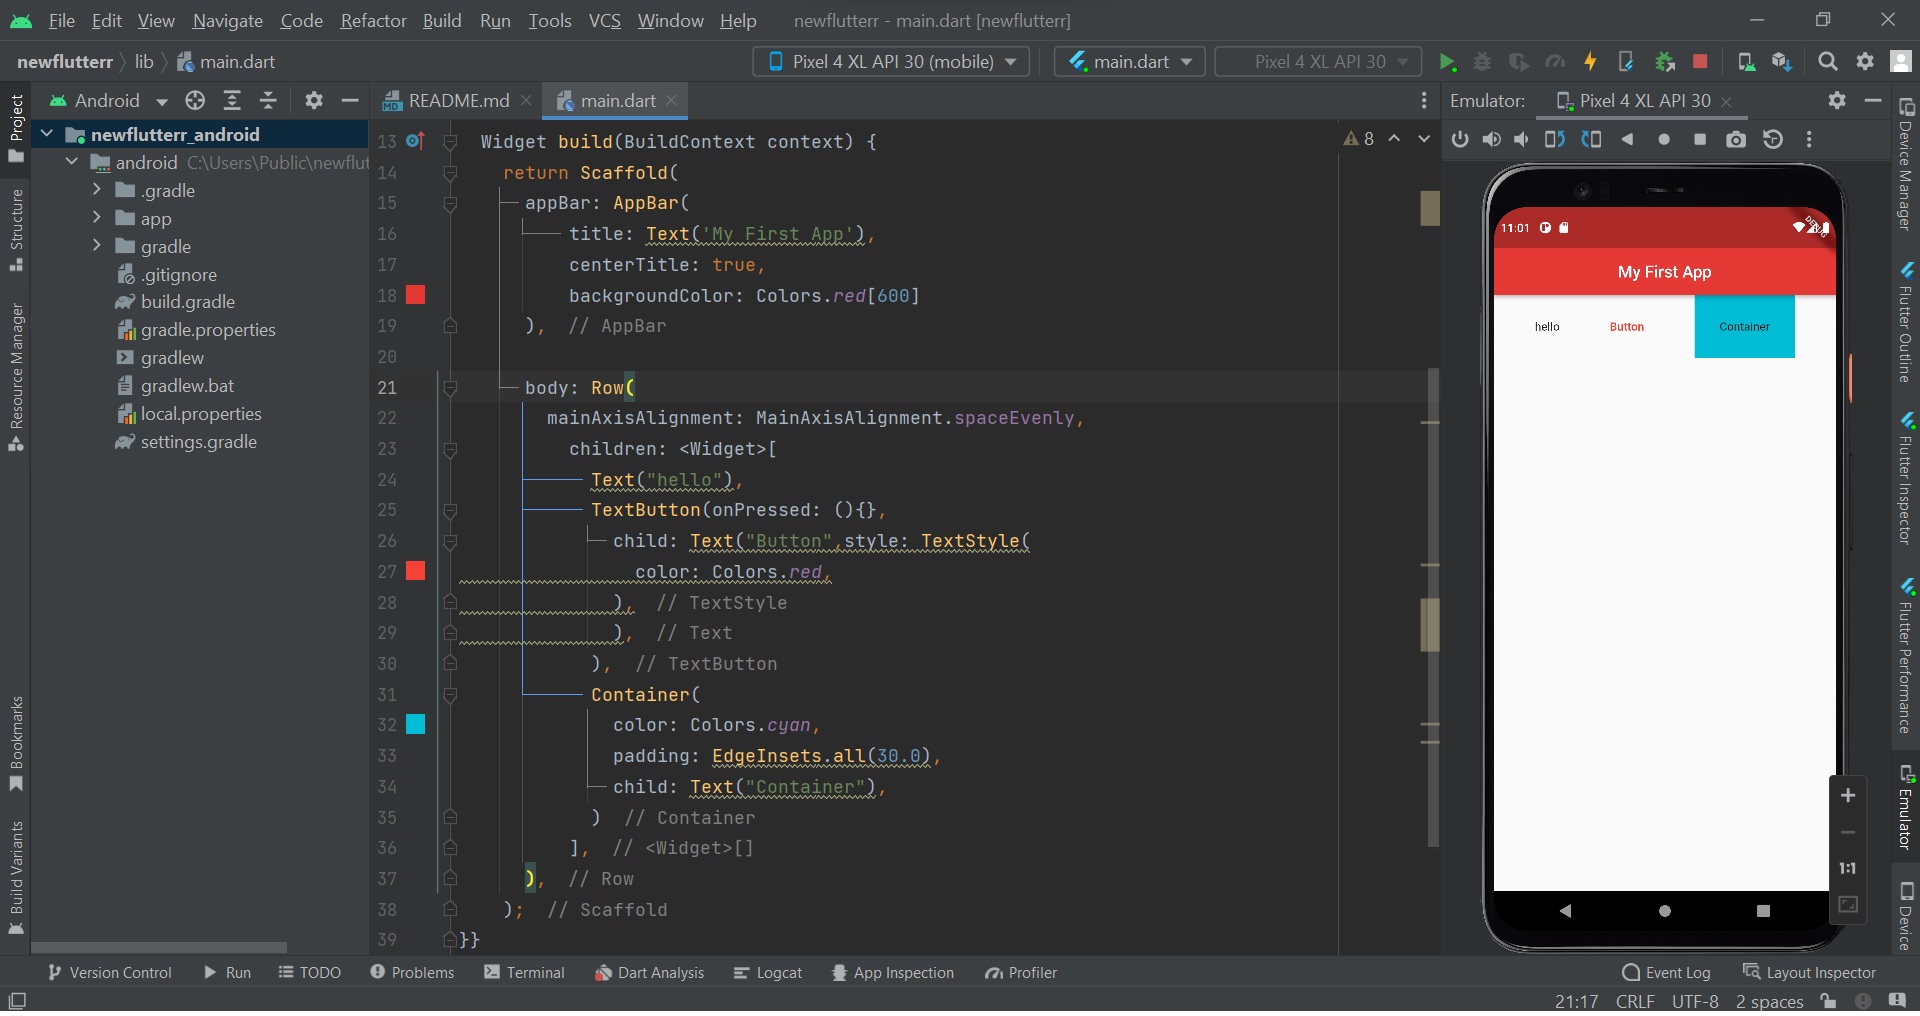 File Edit View Navigate Code Refactor Build Run Tools VCS Window Help newflutterr - main.dart [newflutterr]
newflutterr lib main.dart Pixel 4 XL API 30 (mobile) main.dart Pixel 4 XL API 30
Project
Structure
Resource Manager
Bookmarks
Build Variants
Android
newflutterr_android
android C:\Users\Public\newflut
.gradle
app
gradle
.gitignore
build.gradle
gradle.properties
gradlew
gradlew.bat
local.properties
settings.gradle
README.md main.dart
8
13 Widget build(BuildContext context) {
14 return Scaffold(
15 appBar: AppBar(
16 title: Text('My First App'),
17 centerTitle: true,
18 backgroundColor: Colors.red[600]
19 ), // AppBar
20
21 body: Row(
22 mainAxisAlignment: MainAxisAlignment.spaceEvenly,
23 children: <Widget>[
24 Text("hello"),
25 TextButton(onPressed: (){},
26 child: Text("Button",style: TextStyle(
27 color: Colors.red,
28 ), // TextStyle
29 ), // Text
30 ), // TextButton
31 Container(
32 color: Colors.cyan,
33 padding: EdgeInsets.all(30.0),
34 child: Text("Container"),
35 ) // Container
36 ], // <Widget>[]
37 ), // Row
38 ); // Scaffold
39 }}
Emulator: Pixel 4 XL API 30
11:01
DEBUG
My First App
hello Button Container
1:1
Device Manager
Flutter Outline
Flutter Inspector
Flutter Performance
Emulator
Device
Version Control Run TODO Problems Terminal Dart Analysis Logcat App Inspection Profiler Event Log Layout Inspector
21:17 CRLF UTF-8 2 spaces